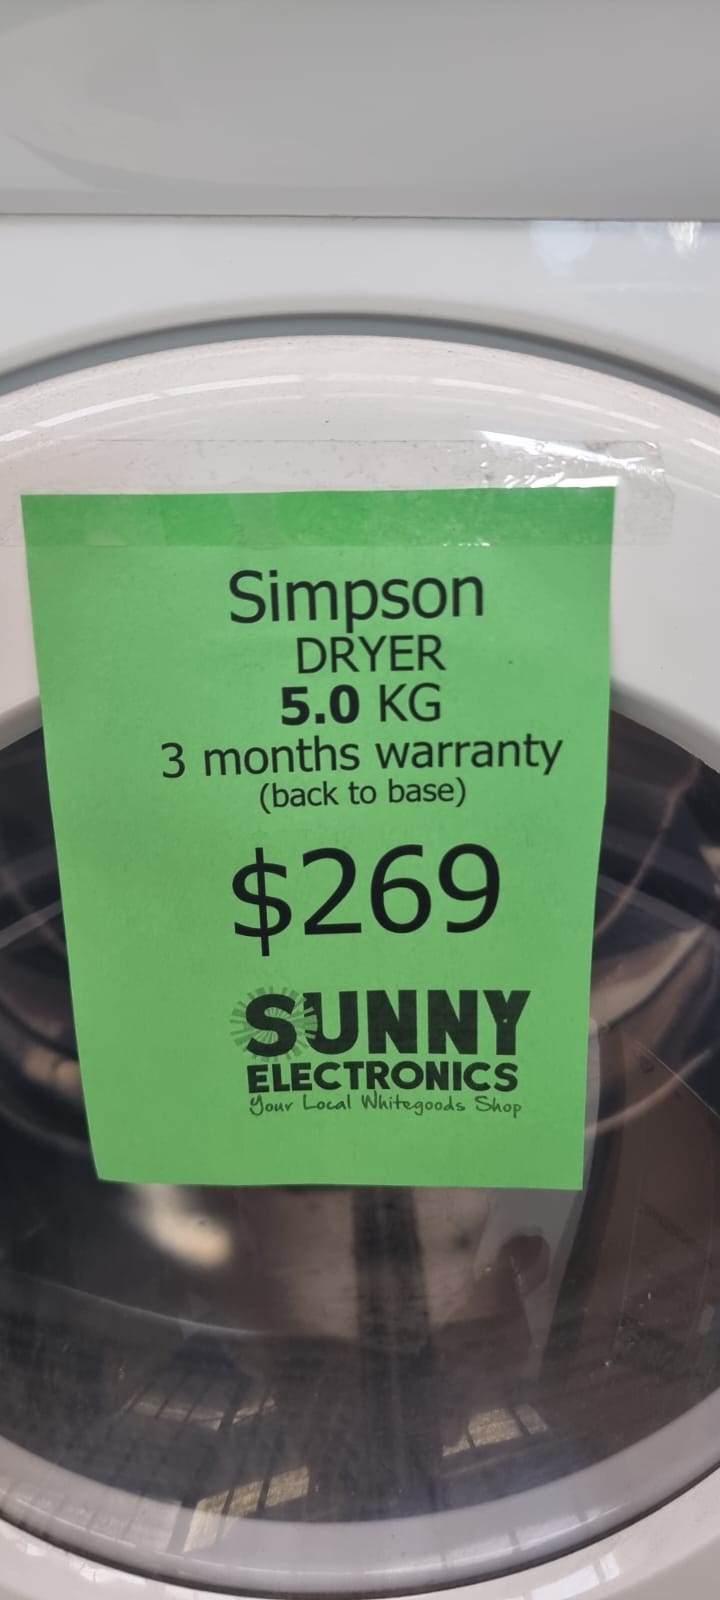 Simpson
DRYER
5.0 KG
3 months warranty
(back to base)
$269
SUNNY
ELECTRONICS
Your Local Whitegoods Shop